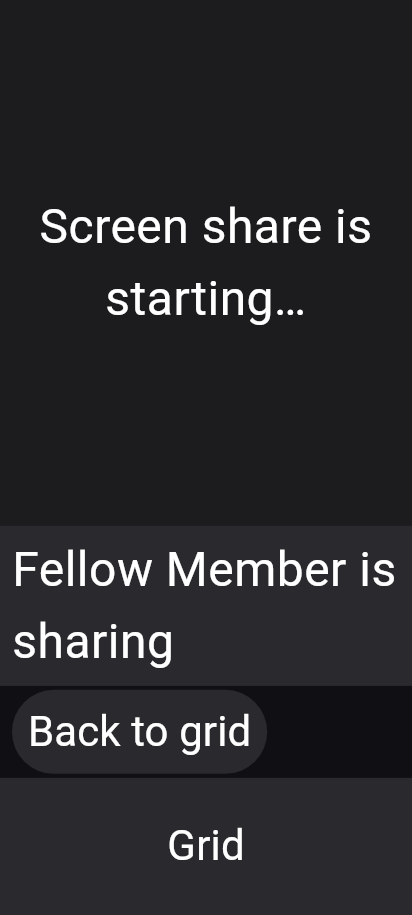 Screen share is
starting…
Fellow Member is
sharing
Back to grid
Grid